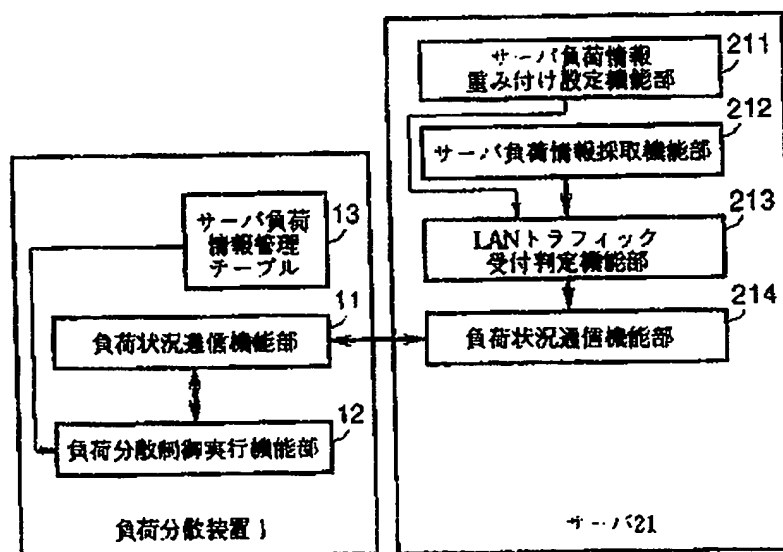 サーバ負荷情報
重み付け設定機能部
211
サーバ負荷情報採取機能部
212
LANトラフィック
受付判定機能部
213
負荷状況通信機能部
214
サーバ21
サーバ負荷
情報管理
テーブル
13
負荷状況通信機能部
11
負荷分散制御実行機能部
12
負荷分散装置1